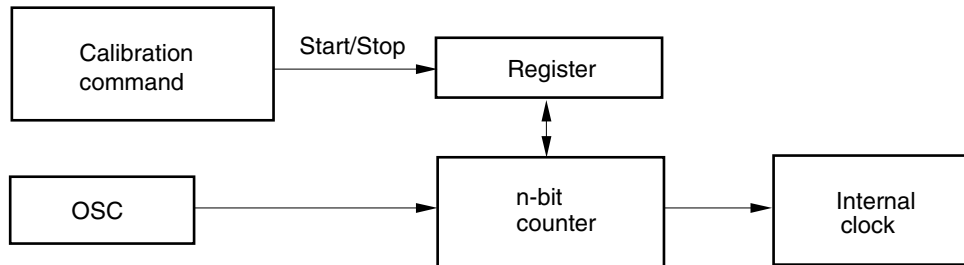 Calibration
command
Start/Stop
Register
OSC
n-bit
counter
Internal
clock